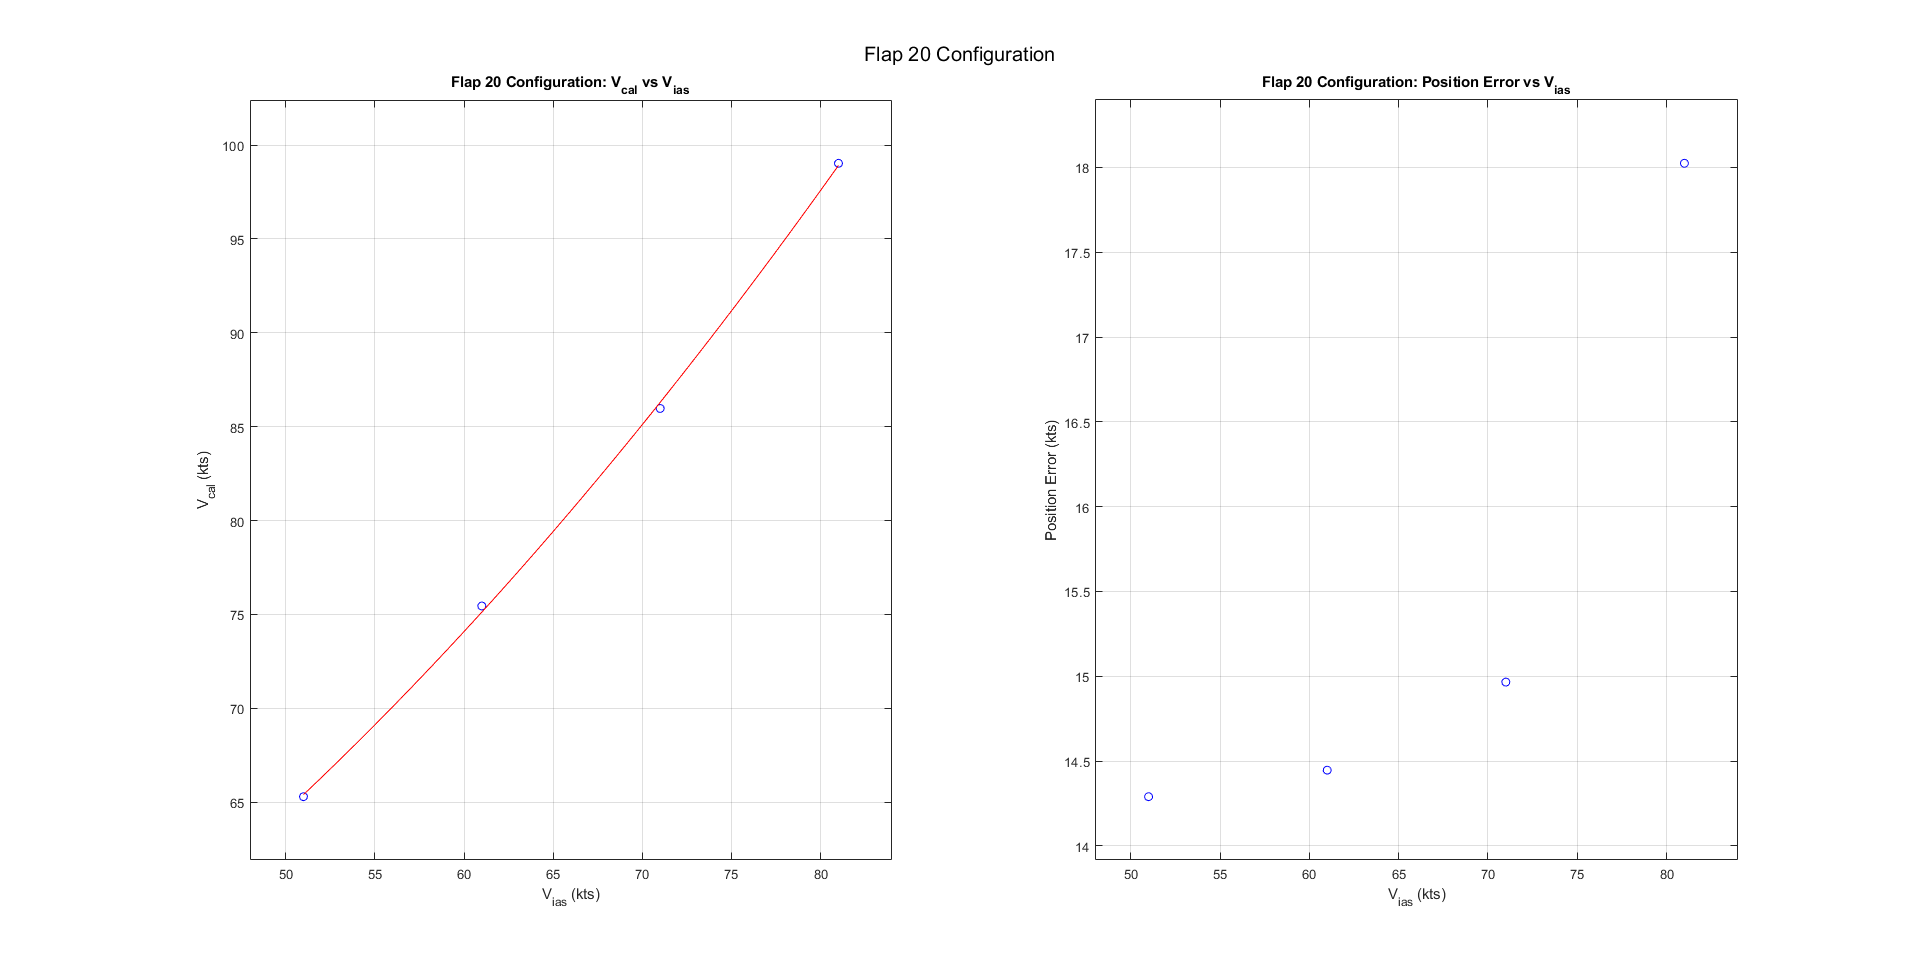 Flap 20 Configuration
Flap 20 Configuration: V_cal vs V_ias
100
95
90
85
80
75
70
65
V_cal (kts)
50 55 60 65 70 75 80
V_ias (kts)
Flap 20 Configuration: Position Error vs V_ias
18
17.5
17
16.5
16
15.5
15
14.5
14
Position Error (kts)
50 55 60 65 70 75 80
V_ias (kts)